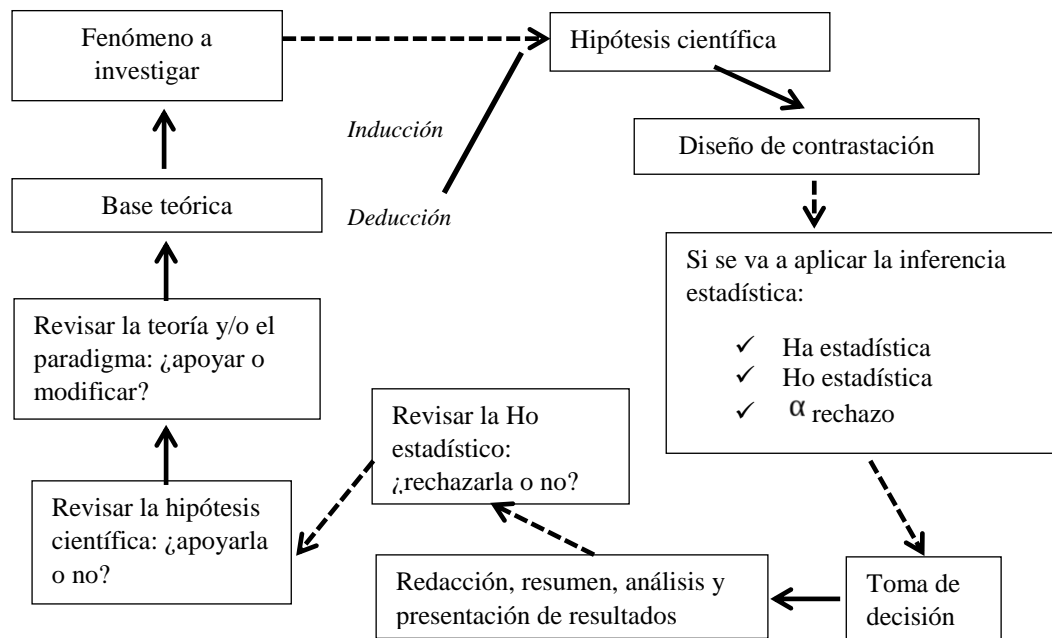 Fenómeno a
investigar
Hipótesis científica
Inducción
Deducción
Diseño de contrastación
Base teórica
Si se va a aplicar la inferencia
estadística:
✓ Ha estadística
✓ Ho estadística
✓ α rechazo
Revisar la teoría y/o el
paradigma: ¿apoyar o
modificar?
Revisar la Ho
estadístico:
¿rechazarla o no?
Revisar la hipótesis
científica: ¿apoyarla
o no?
Redacción, resumen, análisis y
presentación de resultados
Toma de
decisión